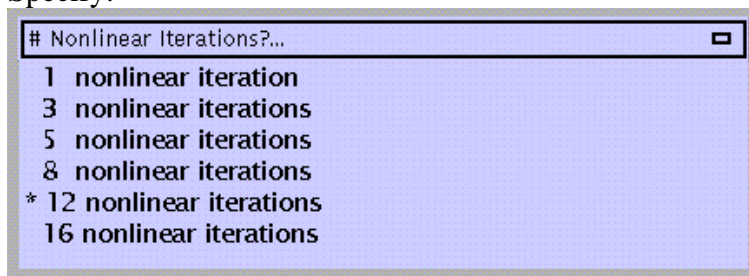 Specify:
# Nonlinear Iterations?...
1 nonlinear iteration
3 nonlinear iterations
5 nonlinear iterations
8 nonlinear iterations
* 12 nonlinear iterations
16 nonlinear iterations